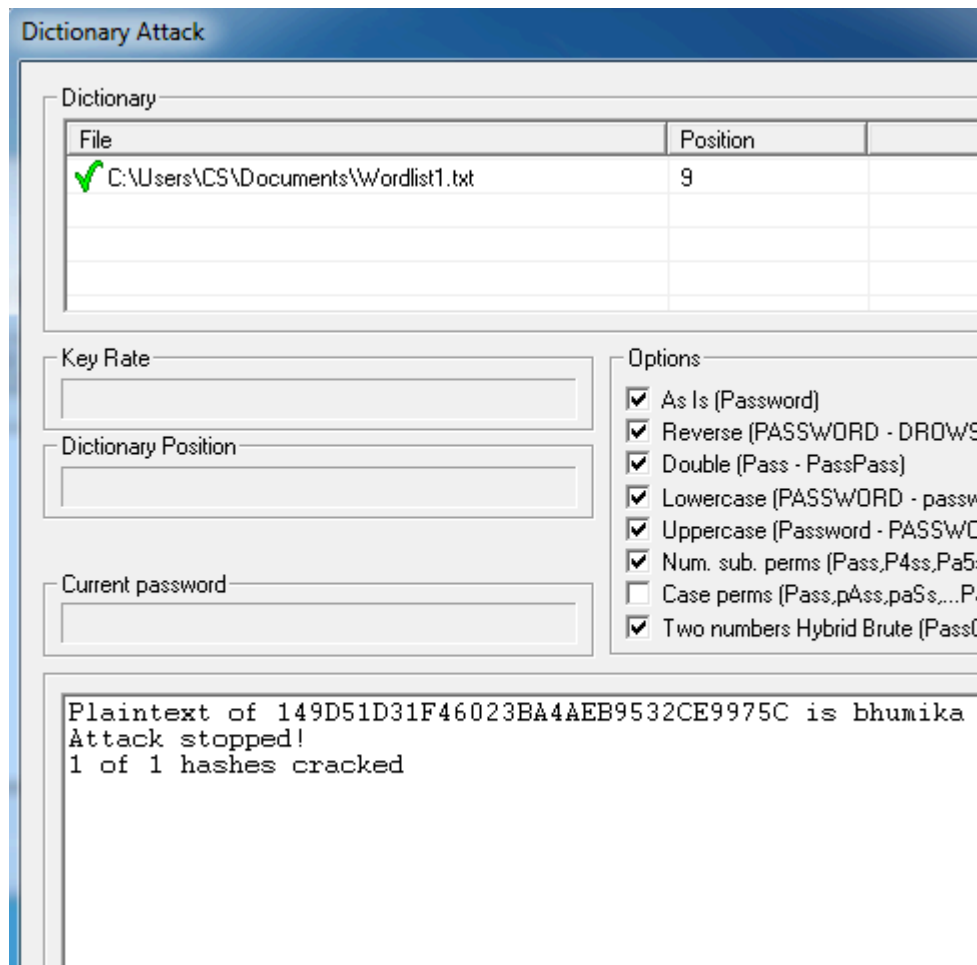 Dictionary Attack
Dictionary
File Position
C:\Users\CS\Documents\Wordlist1.txt 9
Key Rate
Dictionary Position
Current password
Options
As Is (Password)
Reverse (PASSWORD - DROWS
Double (Pass - PassPass)
Lowercase (PASSWORD - passw
Uppercase (Password - PASSWO
Num. sub. perms (Pass,P4ss,Pa5
Case perms (Pass,pAss,paSs,...P
Two numbers Hybrid Brute (Pass0
Plaintext of 149D51D31F46023BA4AEB9532CE9975C is bhumika
Attack stopped!
1 of 1 hashes cracked